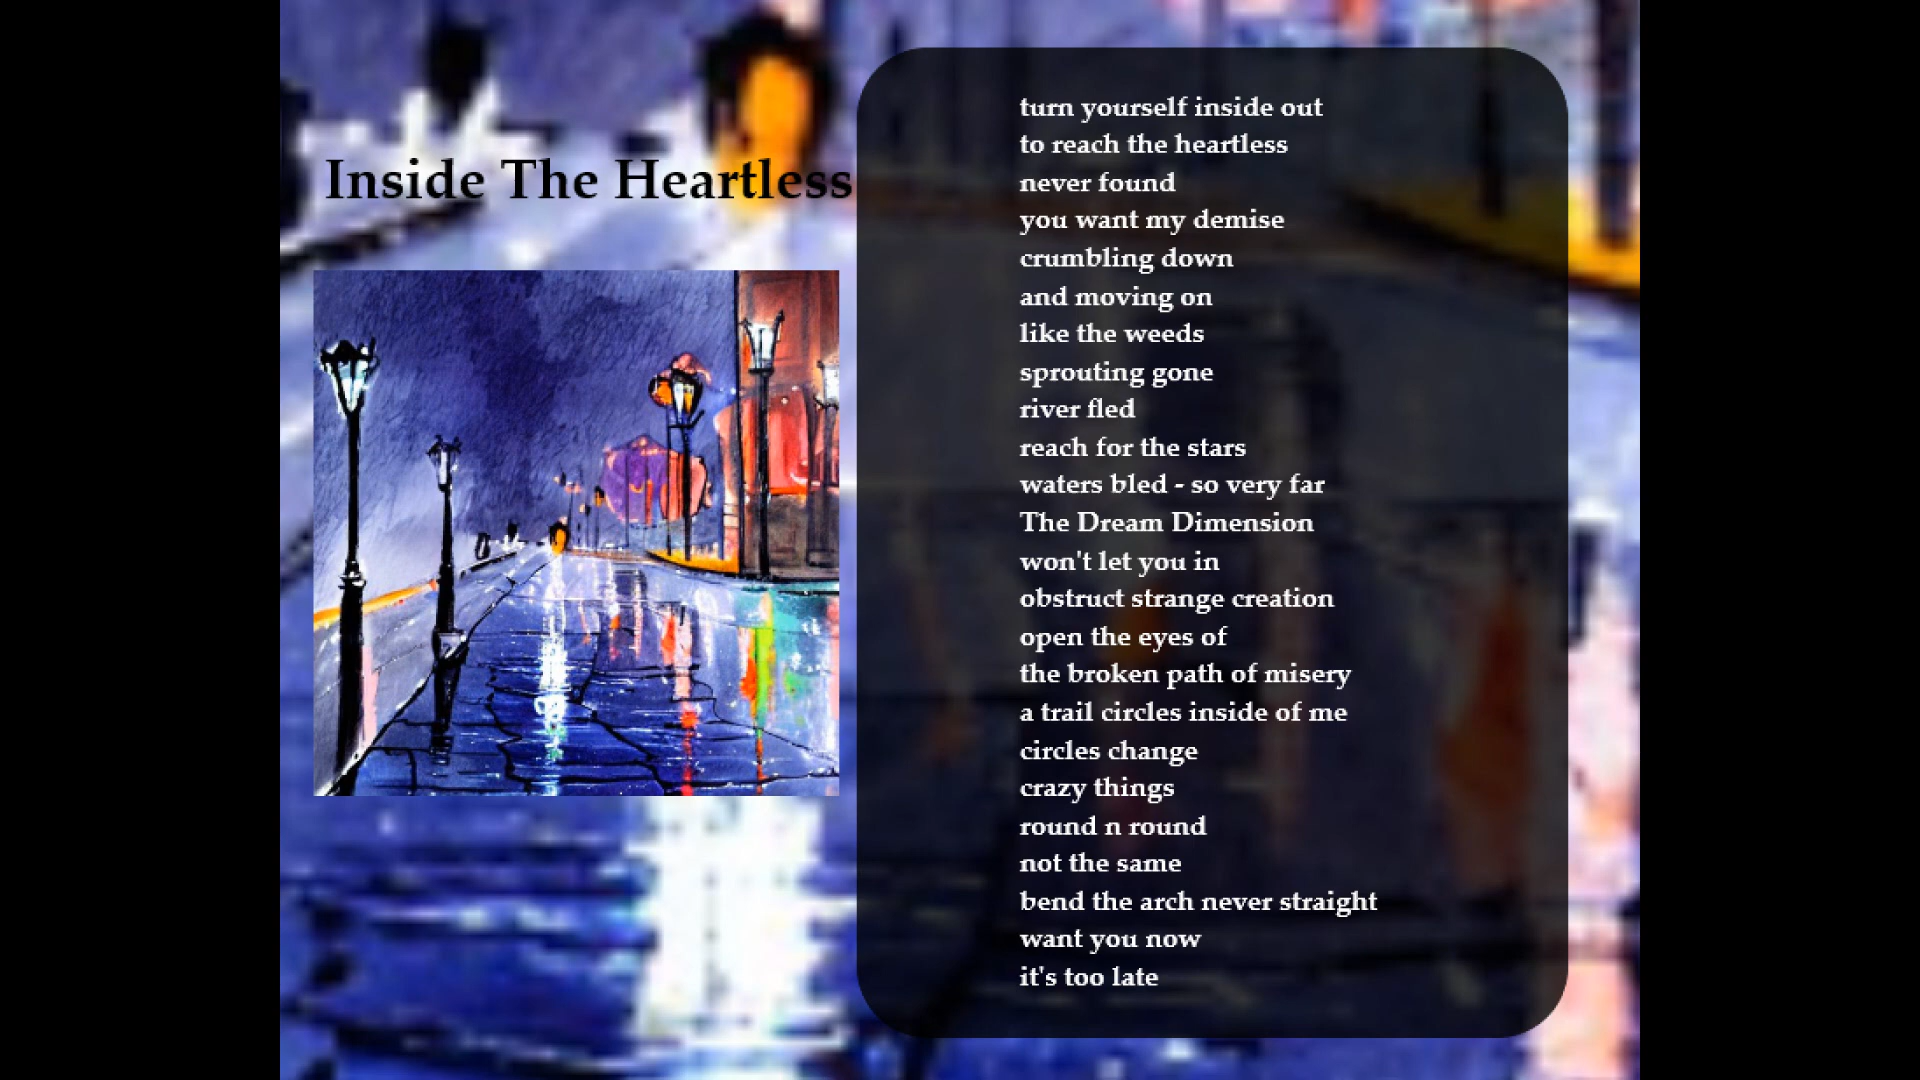 Inside The Heartless
turn yourself inside out
to reach the heartless
never found
you want my demise
crumbling down
and moving on
like the weeds
sprouting gone
river fled
reach for the stars
waters bled - so very far
The Dream Dimension
won't let you in
obstruct strange creation
open the eyes of
the broken path of misery
a trail circles inside of me
circles change
crazy things
round n round
not the same
bend the arch never straight
want you now
it's too late